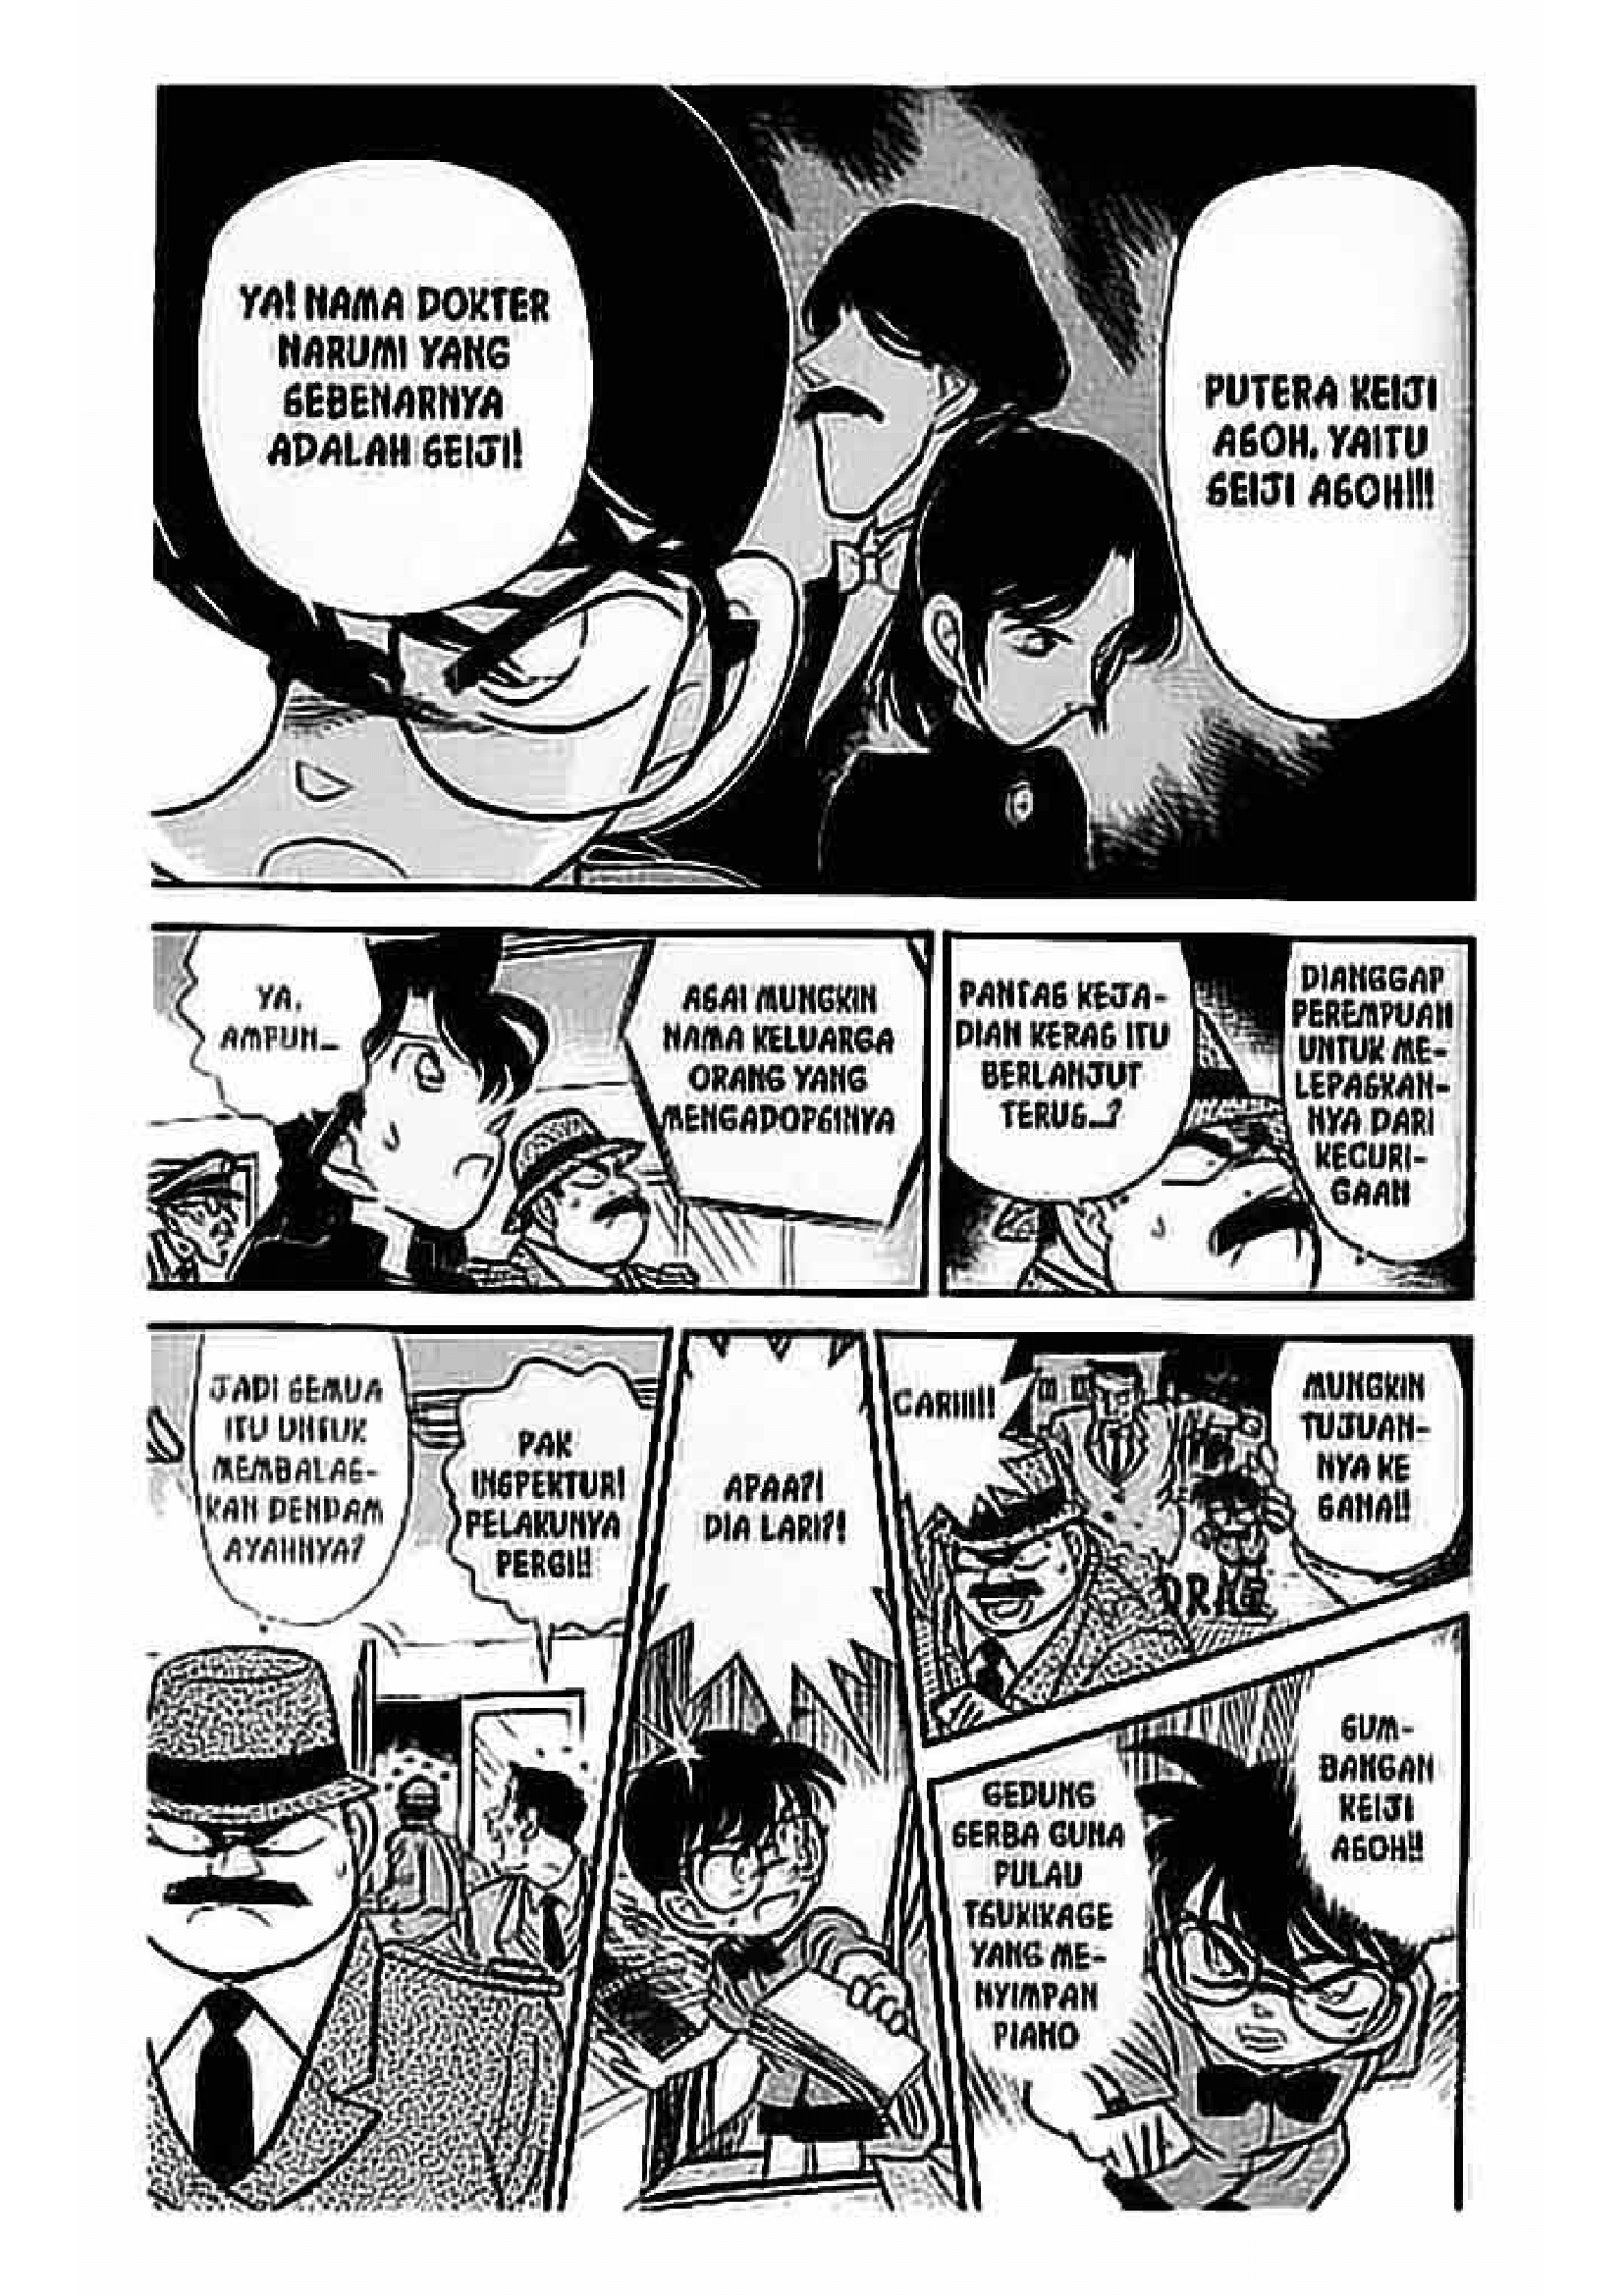 YA! NAMA DOKTER
NARUMI YANG
SEBENARNYA
ADALAH SEIJI!
PUTERA KEIJI
ASOH, YAITU
SEIJI ASOH!!!
YA,
AMPUN...
ASAI MUNGKIN
NAMA KELUARGA
ORANG YANG
MENGADOPSINYA
PANTAS KEJA-
DIAN KERAS ITU
BERLANJUT
TERUS...?
DIANGGAP
PEREMPUAN
UNTUK ME-
LEPASKAN-
NYA DARI
KECURI-
GAAN
JADI SEMUA
ITU UNTUK
MEMBALAS-
KAN DENDAM
AYAHNYA?
PAK
INSPEKTUR!
PELAKUNYA
PERGI!!
APAA?!
DIA LARI?!
CARIIII!!
MUNGKIN
TUJUAN-
NYA KE
SANA!!
DRAS
GEDUNG
SERBA GUNA
PULAU
TSUKIKAGE
YANG ME-
NYIMPAN
PIANO
SUM-
BANGAN
KEIJI
ASOH!!